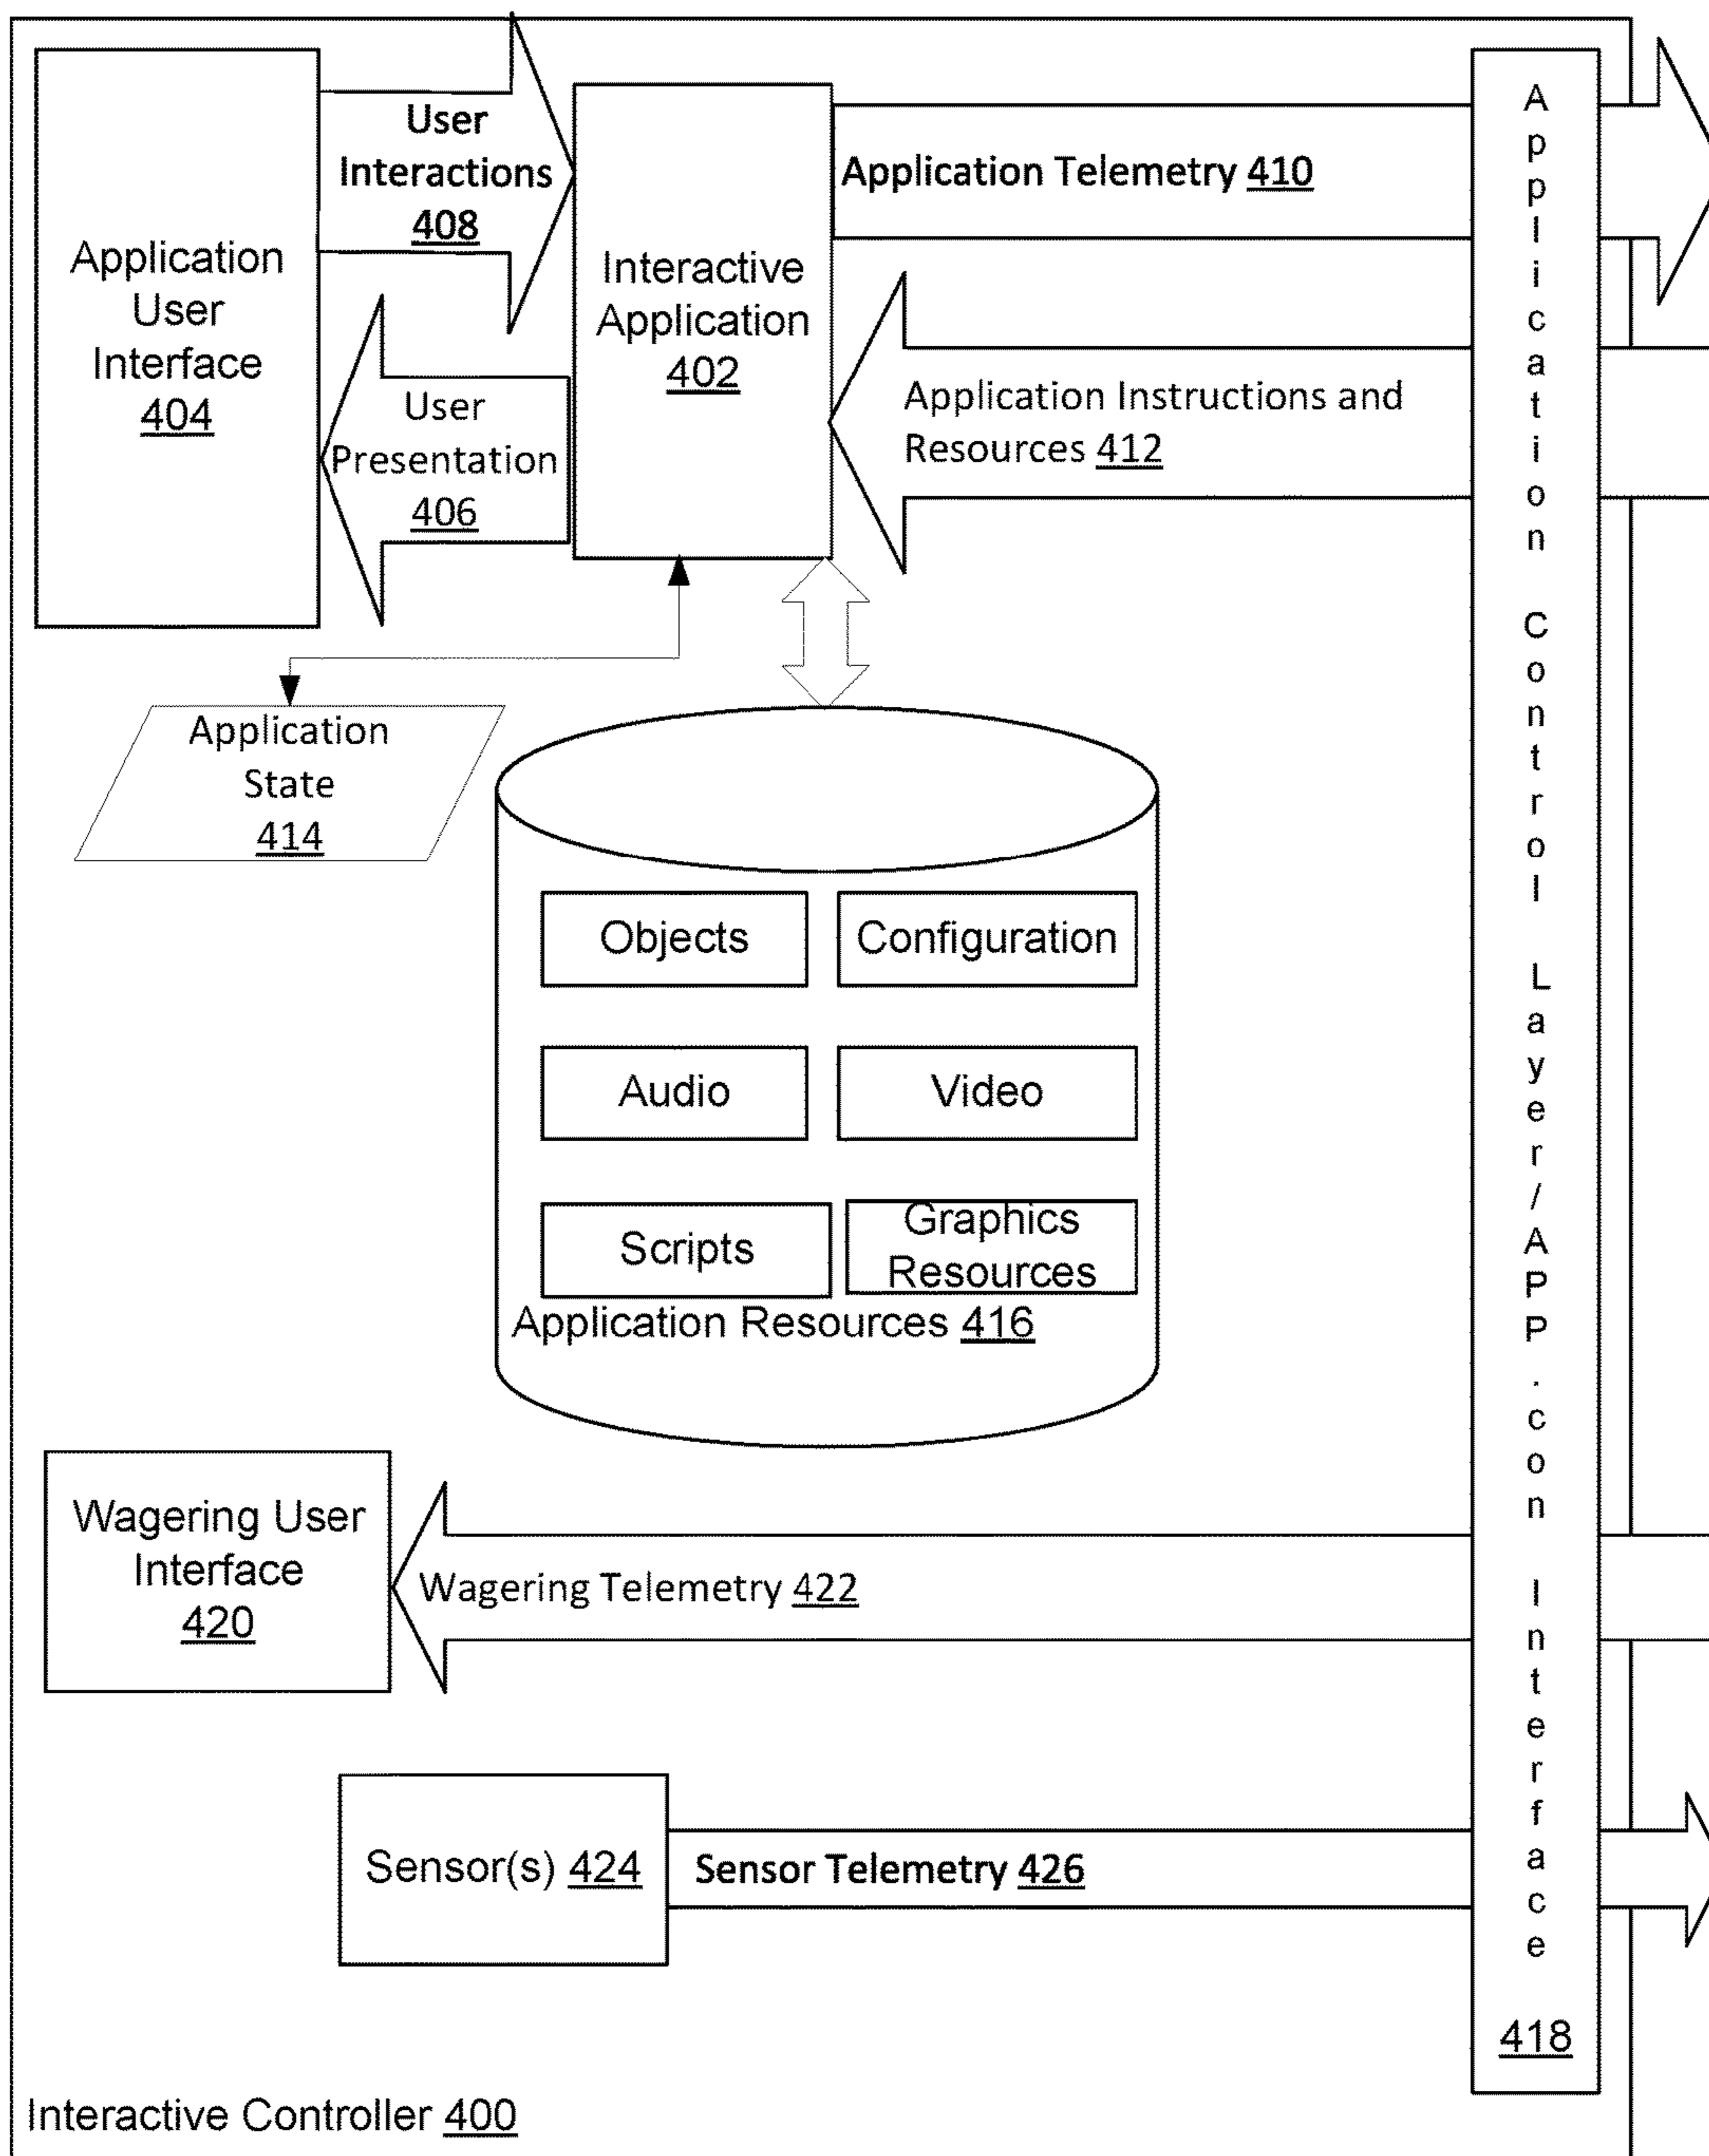 User
Interactions
408
Application
User
Interface
404
Interactive
Application
402
Application Telemetry 410
User
Presentation
406
Application Instructions and
Resources 412
Application
State
414
Objects
Configuration
Audio
Video
Scripts
Graphics
Resources
Application Resources 416
Wagering User
Interface
420
Wagering Telemetry 422
Sensor(s) 424
Sensor Telemetry 426
Application Control Layer/APP.con Interface
418
Interactive Controller 400